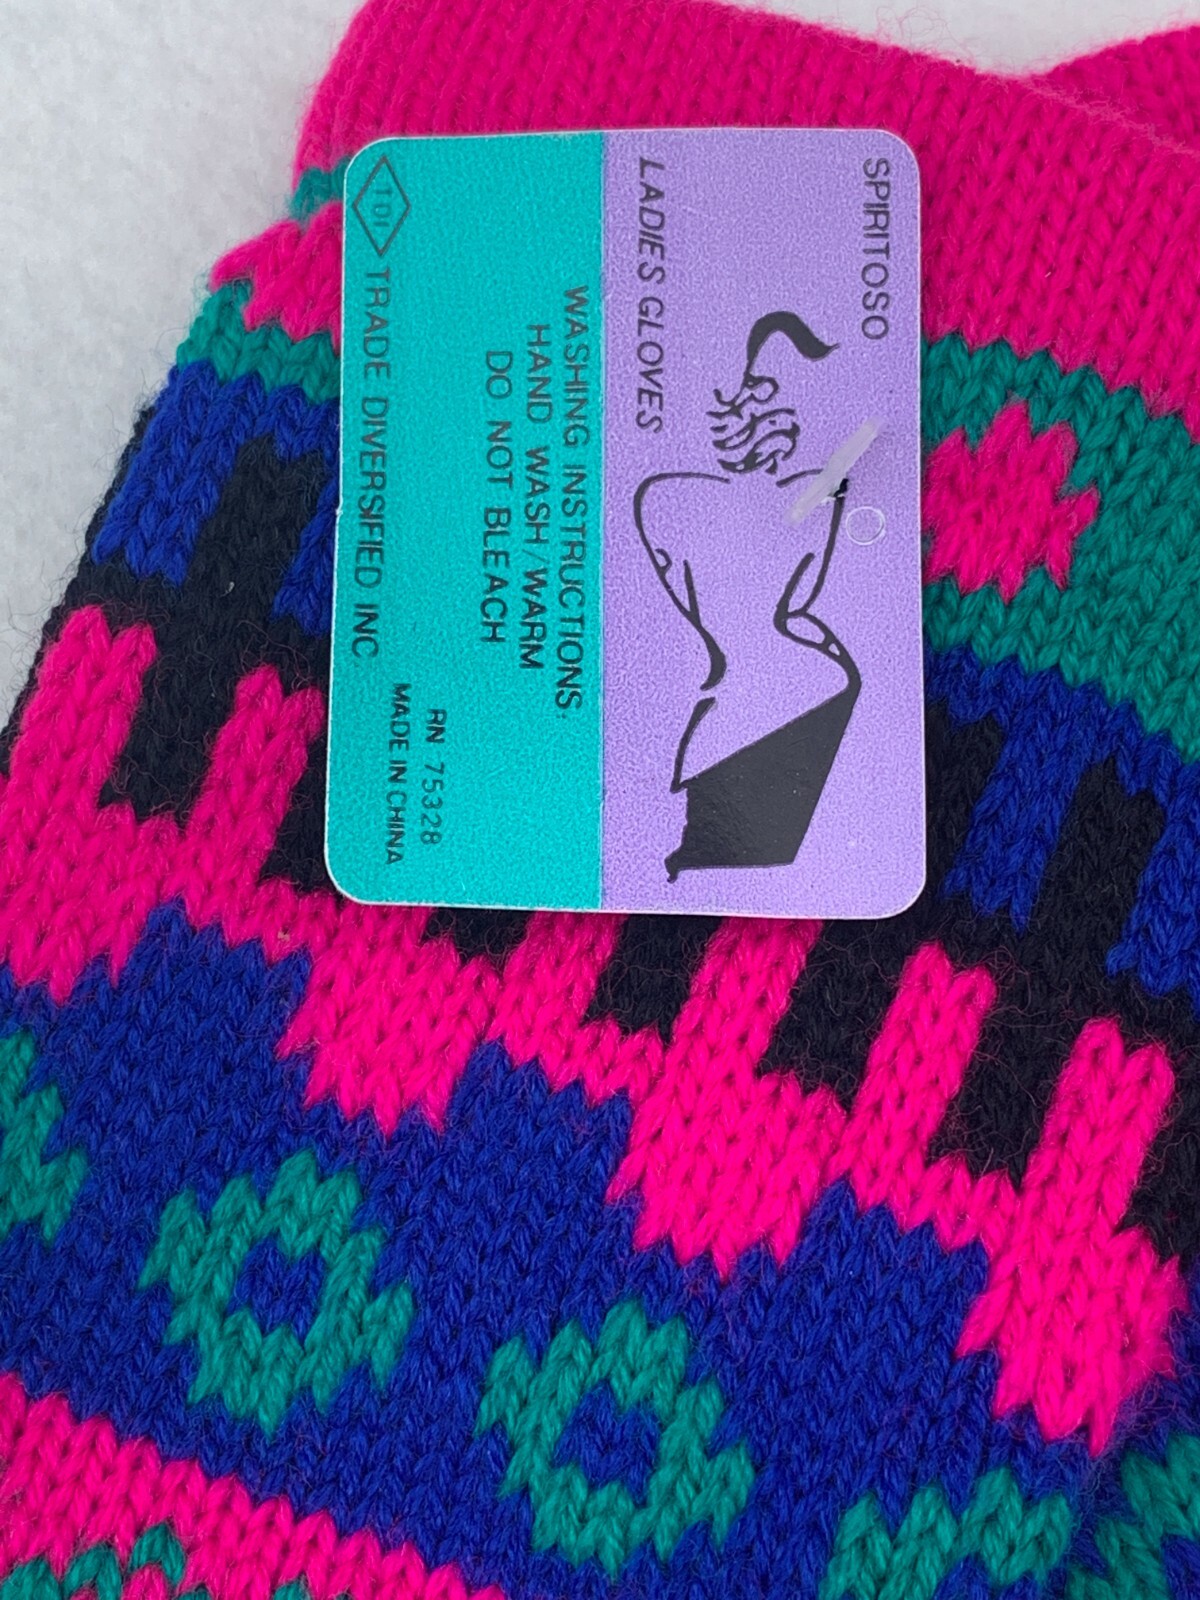 SPIRITOSO
LADIES GLOVES
WASHING INSTRUCTIONS:
HAND WASH/WARM
DO NOT BLEACH
RN 75328
MADE IN CHINA
TDI TRADE DIVERSIFIED INC.